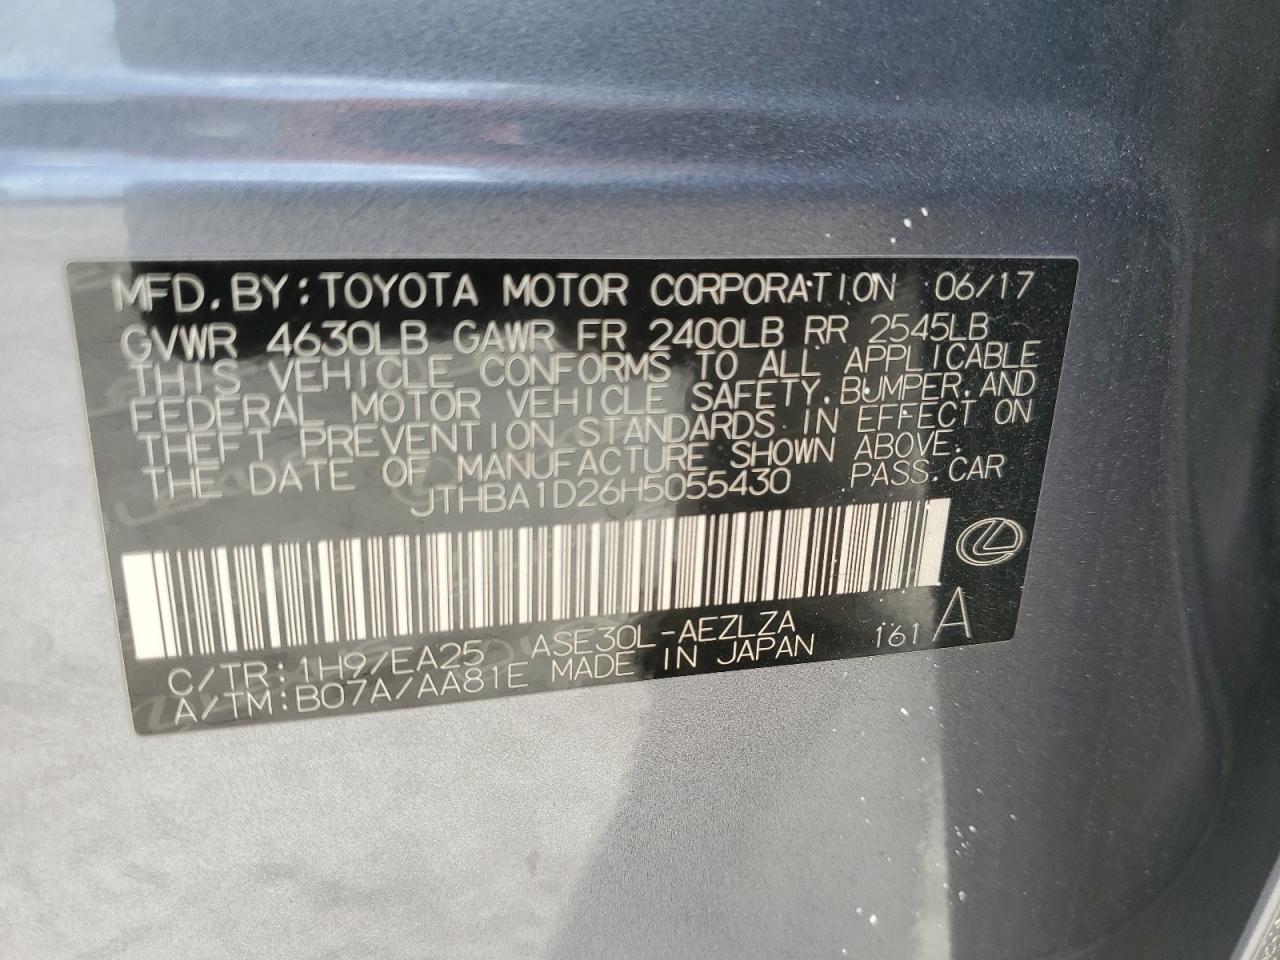 MFD.BY:TOYOTA MOTOR CORPORATION 06/17
GVWR 4630LB GAWR FR 2400LB RR 2545LB
THIS VEHICLE CONFORMS TO ALL APPLICABLE
FEDERAL MOTOR VEHICLE SAFETY,BUMPER,AND
THEFT PREVENTION STANDARDS IN EFFECT ON
THE DATE OF MANUFACTURE SHOWN ABOVE.
JTHBA1D26H5055430 PASS.CAR
C/TR:1H9/EA25 ASE30L-AEZLZA 161 A
A/TM:B07A/AA81E MADE IN JAPAN